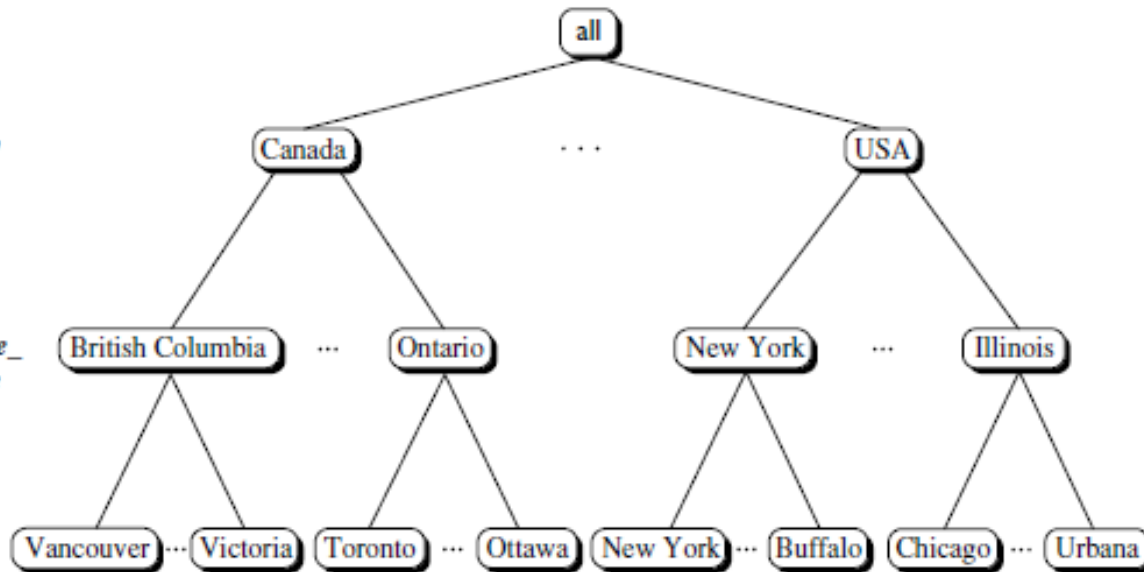 all
Canada ... USA
British Columbia ... Ontario New York ... Illinois
Vancouver ... Victoria Toronto ... Ottawa New York ... Buffalo Chicago ... Urbana